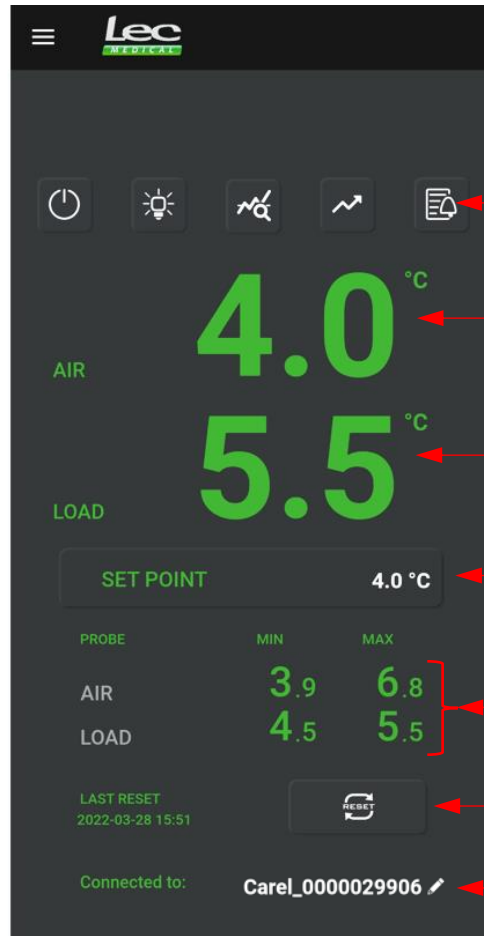 Lec
MEDICAL
4.0 °C
AIR
5.5 °C
LOAD
SET POINT 4.0 °C
PROBE MIN MAX
AIR 3.9 6.8
LOAD 4.5 5.5
LAST RESET
2022-03-28 15:51
RESET
Connected to: Carel_0000029906